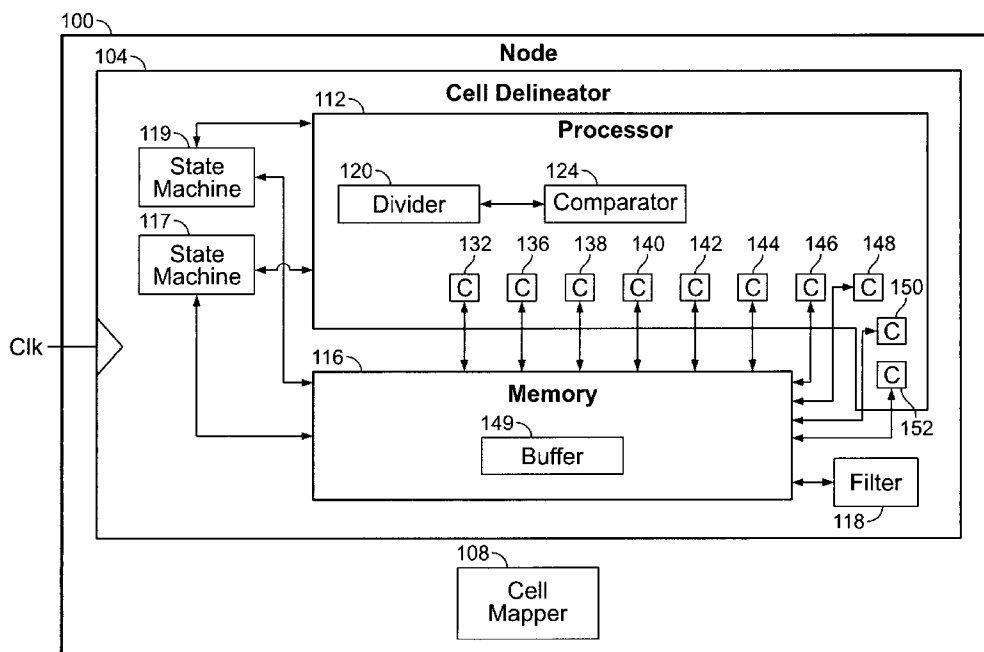 100
Node
104
Cell Delineator
112
Processor
119
State
Machine
120
Divider
124
Comparator
117
State
Machine
132
136
138
140
142
144
146
148
C
C
C
C
C
C
C
C
150
C
Clk
116
Memory
C
152
149
Buffer
Filter
118
108
Cell
Mapper